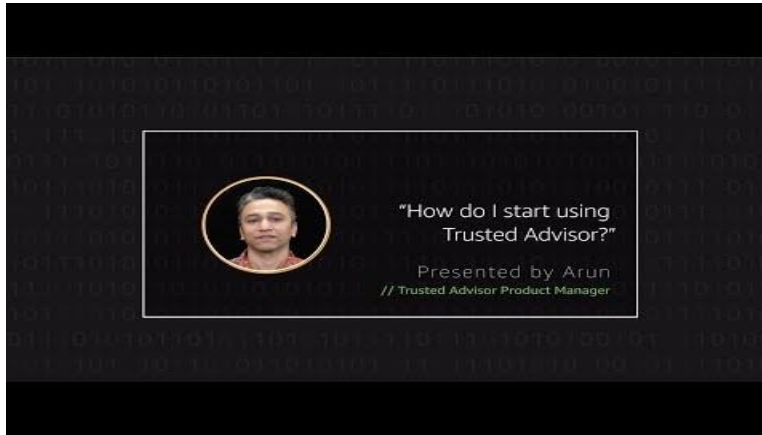 “How do I start using
Trusted Advisor?”
Presented by Arun
// Trusted Advisor Product Manager